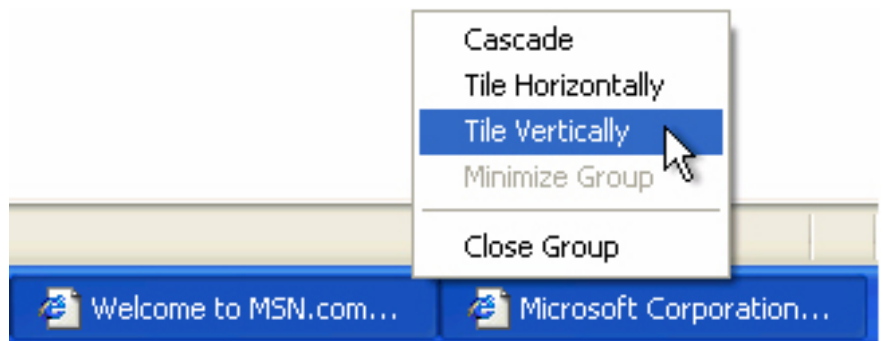 Cascade
Tile Horizontally
Tile Vertically
Minimize Group
Close Group
Welcome to MSN.com...
Microsoft Corporation...